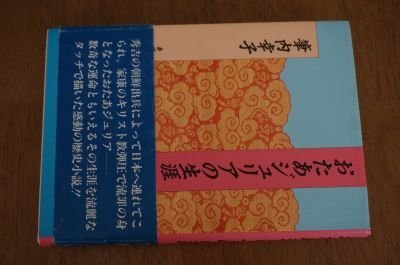 おたあジュリアの生涯
筆内幸子
秀吉の朝鮮出兵によって日本へ連れてこ
られ、家康のキリスト教弾圧で流罪の身
となったおたあジュリア――
数奇な運命ともいえるその生涯を流麗な
タッチで描いた感動の歴史小説!!